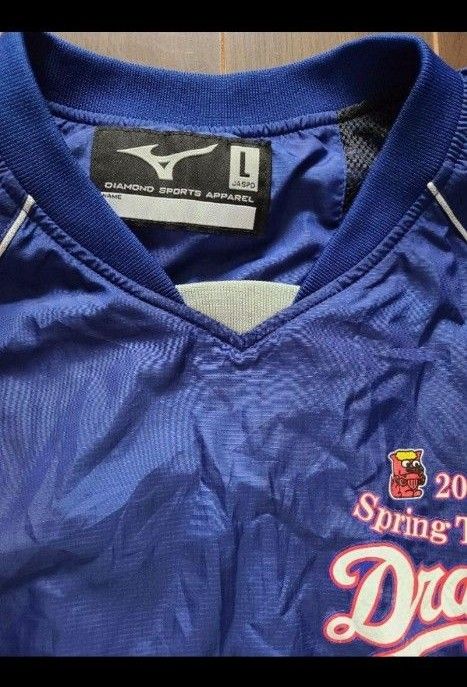 L
JASPO
DIAMOND SPORTS APPAREL
NAME
20
Spring T
Dra